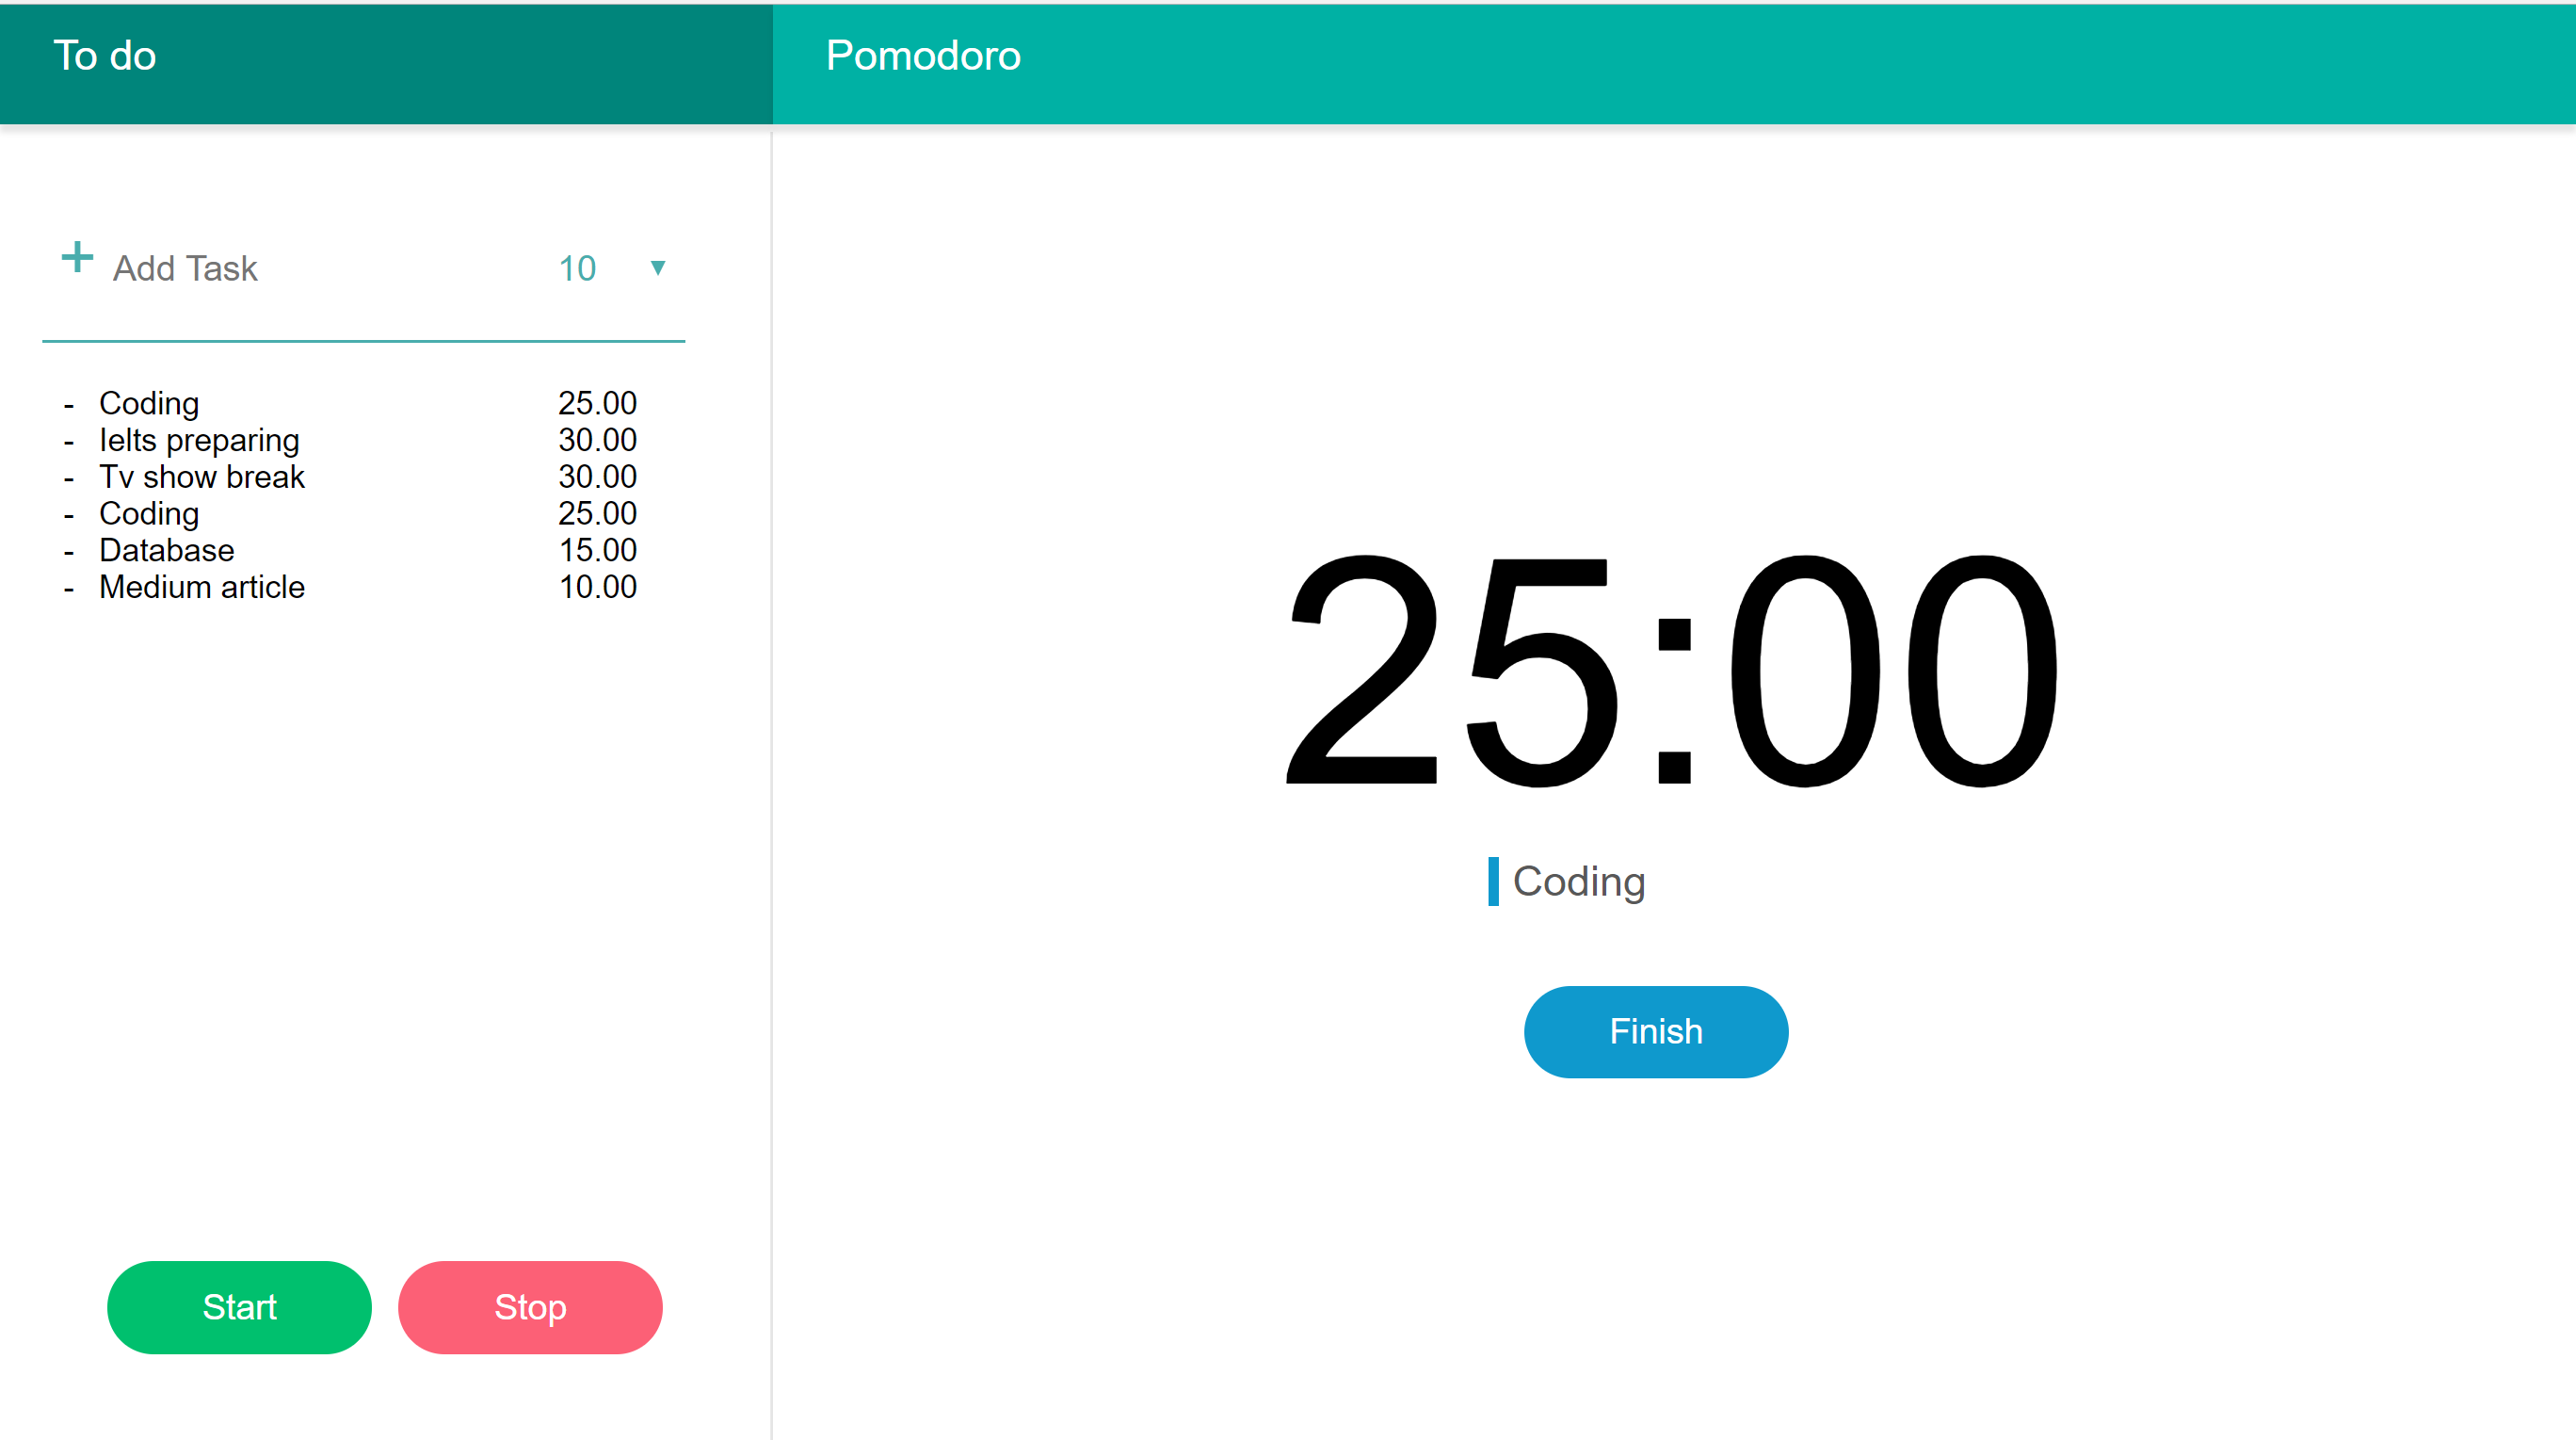 To do
Pomodoro
+ Add Task 10 ▼
- Coding 25.00
- Ielts preparing 30.00
- Tv show break 30.00
- Coding 25.00
- Database 15.00
- Medium article 10.00
25:00
Coding
Finish
Start Stop